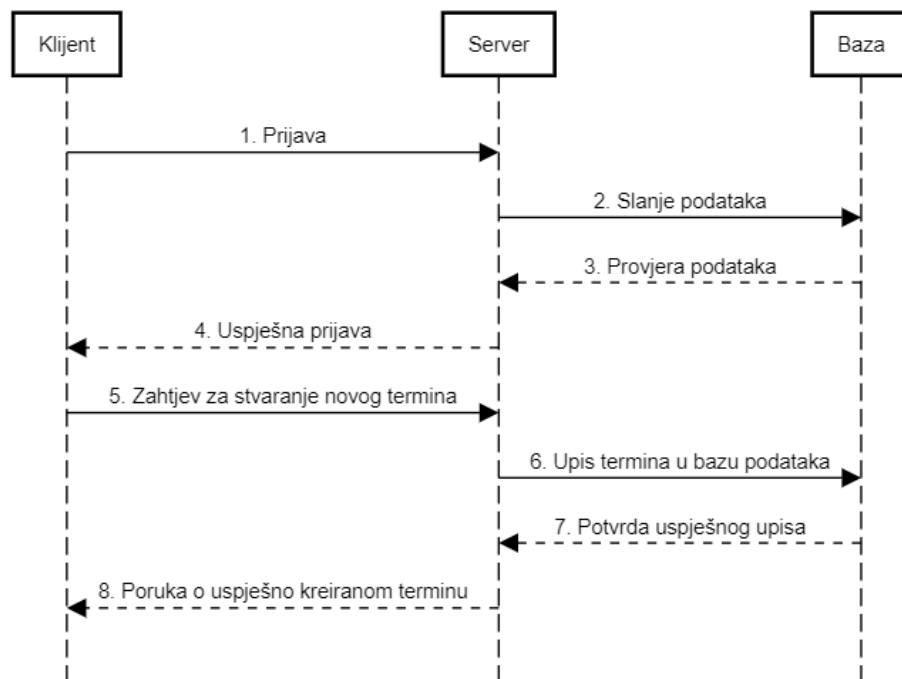 Klijent
Server
Baza
1. Prijava
2. Slanje podataka
3. Provjera podataka
4. Uspješna prijava
5. Zahtjev za stvaranje novog termina
6. Upis termina u bazu podataka
7. Potvrda uspješnog upisa
8. Poruka o uspješno kreiranom terminu